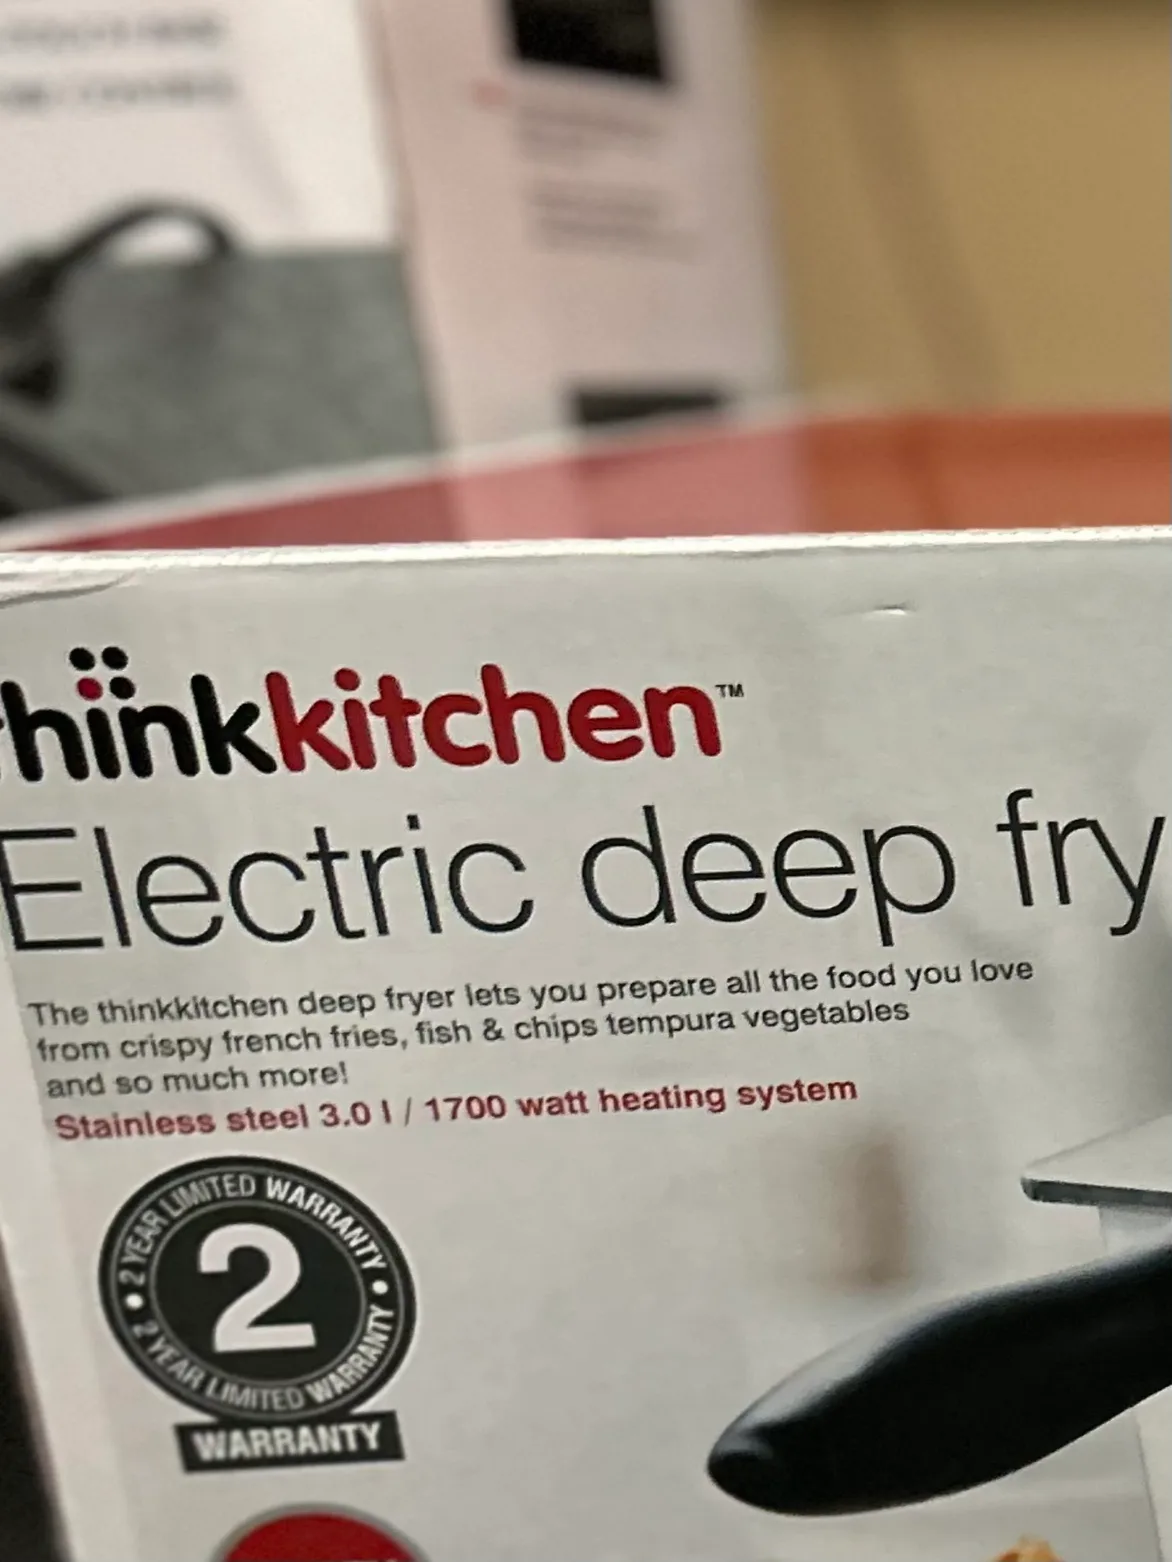 thinkkitchen™
Electric deep fry
The thinkkitchen deep fryer lets you prepare all the food you love
from crispy french fries, fish & chips tempura vegetables
and so much more!
Stainless steel 3.0 l / 1700 watt heating system
2 YEAR LIMITED WARRANTY
2
2 YEAR LIMITED WARRANTY
WARRANTY